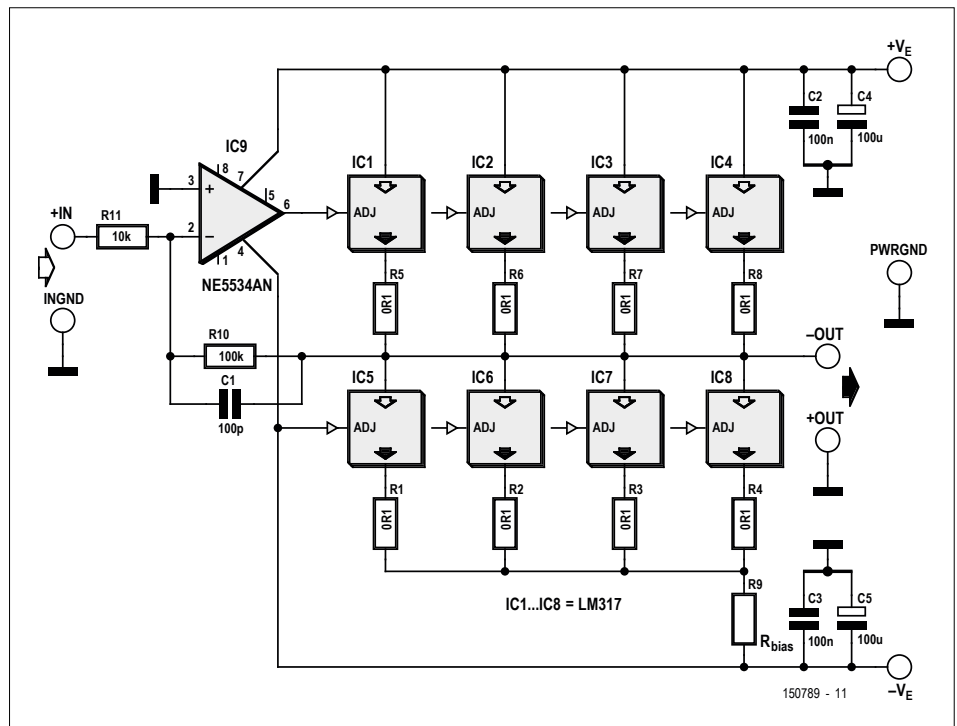 +VE
C2
100n
C4
100u
IC9
8
7
5
3
+
6
2
−
4
1
NE5534AN
+IN
R11
10k
INGND
IC1
ADJ
IC2
ADJ
IC3
ADJ
IC4
ADJ
R5
0R1
R6
0R1
R7
0R1
R8
0R1
PWRGND
R10
100k
C1
100p
–OUT
IC5
ADJ
IC6
ADJ
IC7
ADJ
IC8
ADJ
+OUT
R1
0R1
R2
0R1
R3
0R1
R4
0R1
IC1...IC8 = LM317
R9
Rbias
C3
100n
C5
100u
150789 - 11
–VE